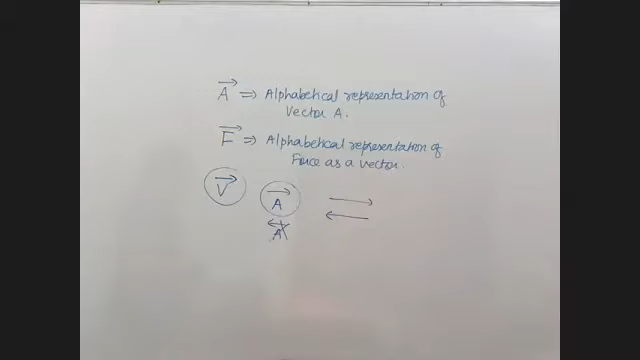 A⃗ ⇒ Alphabetical representation of
Vector A.
F⃗ ⇒ Alphabetical representation of
Force as a vector.
V⃗ A⃗ → ←
A⃖